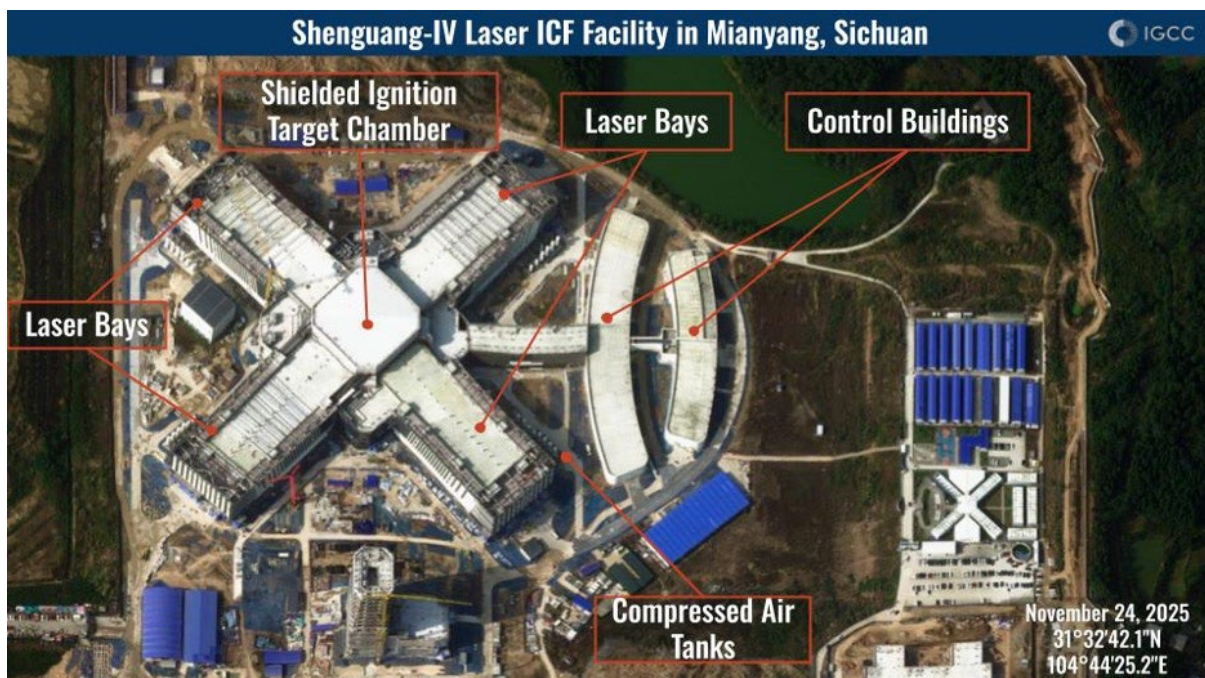 Shenguang-IV Laser ICF Facility in Mianyang, Sichuan
IGCC
Shielded Ignition
Target Chamber
Laser Bays
Control Buildings
Laser Bays
Compressed Air
Tanks
November 24, 2025
31°32'42.1"N
104°44'25.2"E